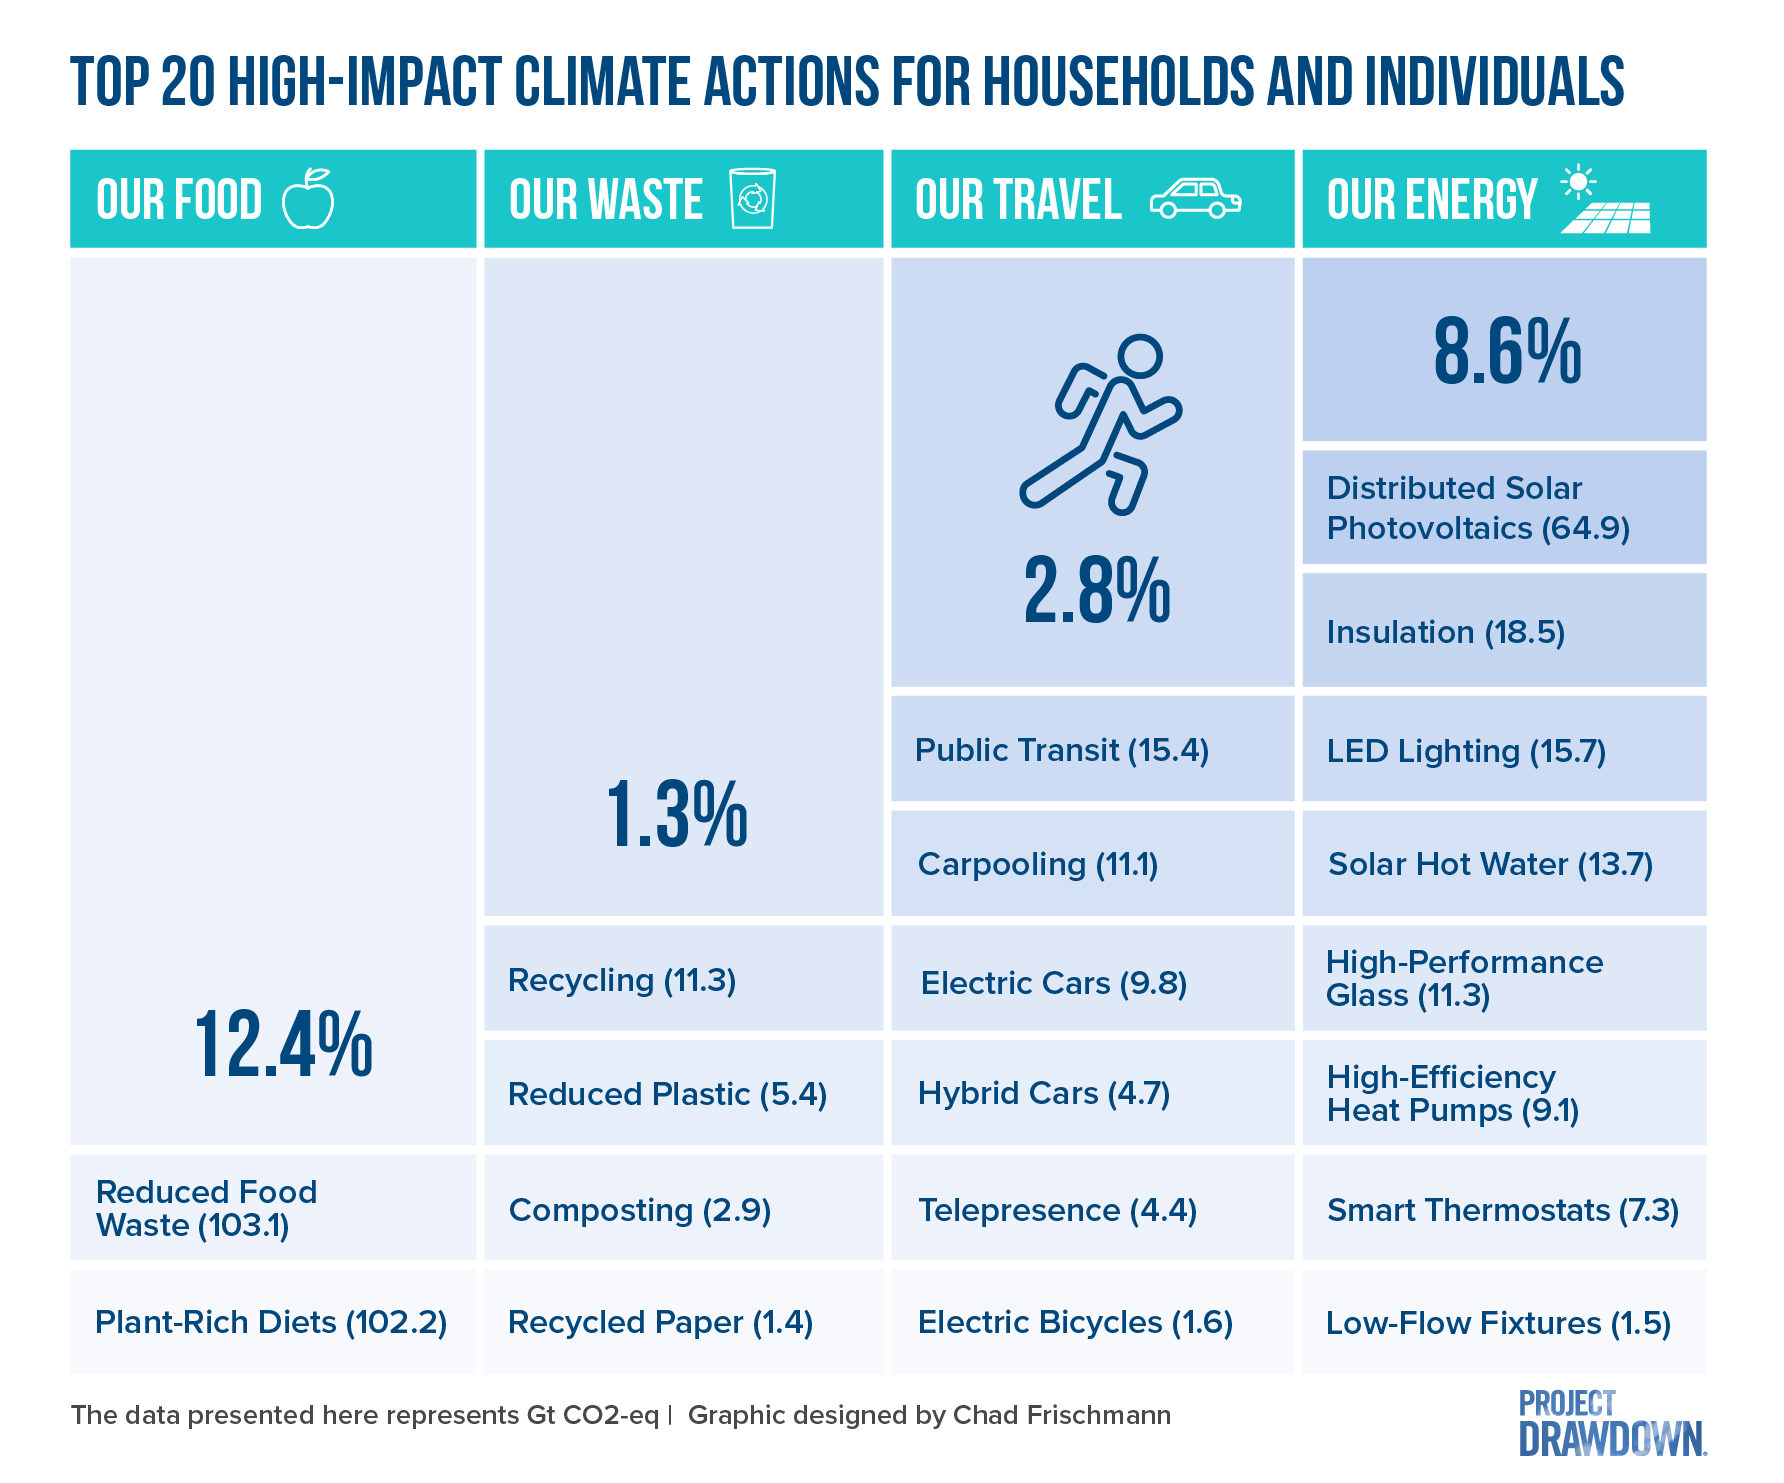 TOP 20 HIGH-IMPACT CLIMATE ACTIONS FOR HOUSEHOLDS AND INDIVIDUALS
OUR FOOD
12.4%
Reduced Food
Waste (103.1)
Plant-Rich Diets (102.2)
OUR WASTE
1.3%
Recycling (11.3)
Reduced Plastic (5.4)
Composting (2.9)
Recycled Paper (1.4)
OUR TRAVEL
2.8%
Public Transit (15.4)
Carpooling (11.1)
Electric Cars (9.8)
Hybrid Cars (4.7)
Telepresence (4.4)
Electric Bicycles (1.6)
OUR ENERGY
8.6%
Distributed Solar
Photovoltaics (64.9)
Insulation (18.5)
LED Lighting (15.7)
Solar Hot Water (13.7)
High-Performance
Glass (11.3)
High-Efficiency
Heat Pumps (9.1)
Smart Thermostats (7.3)
Low-Flow Fixtures (1.5)
The data presented here represents Gt CO2-eq | Graphic designed by Chad Frischmann
PROJECT
DRAWDOWN.